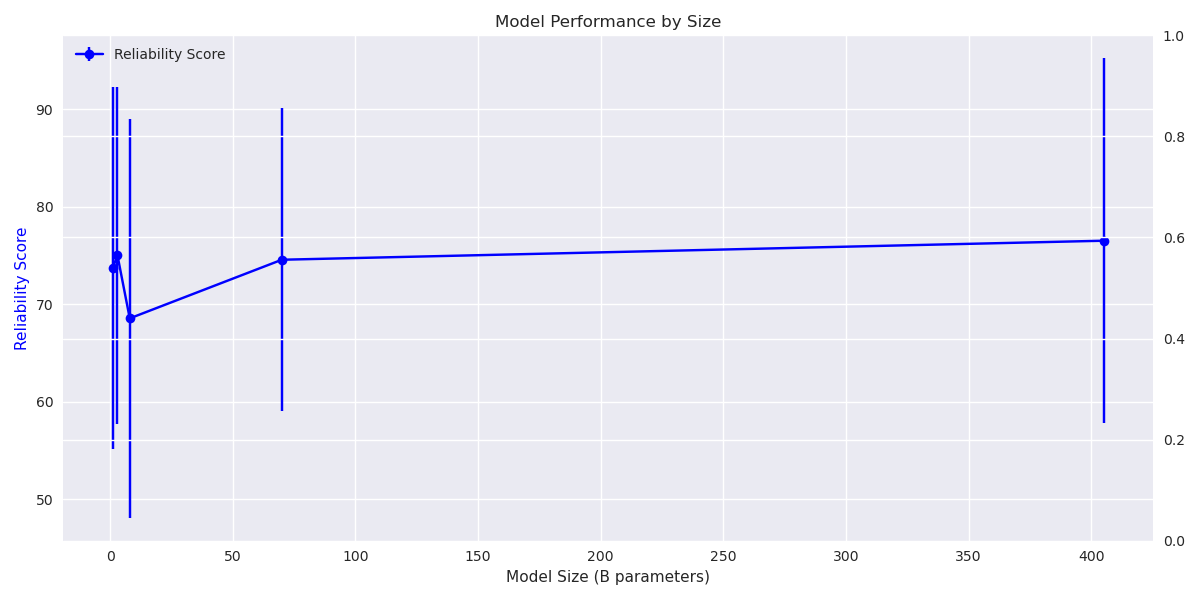 Model Performance by Size
Reliability Score
90
80
70
60
50
Reliability Score
1.0
0.8
0.6
0.4
0.2
0.0
0 50 100 150 200 250 300 350 400
Model Size (B parameters)